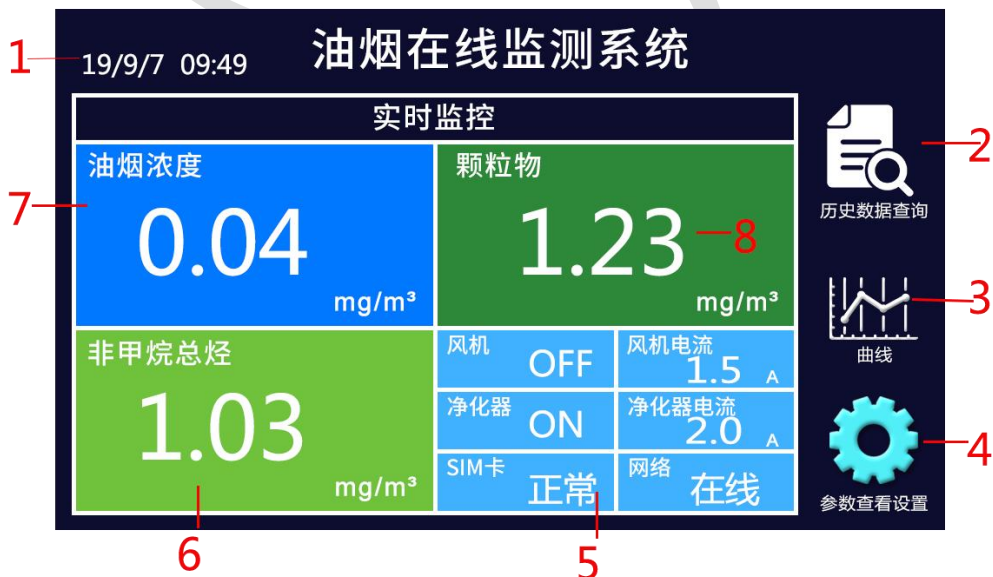 油烟在线监测系统
1
19/9/7 09:49
实时监控
油烟浓度
颗粒物
2
历史数据查询
7
0.04
1.23
8
mg/m³
mg/m³
3
曲线
非甲烷总烃
1.03
mg/m³
风机
OFF
风机电流
1.5
A
净化器
ON
净化器电流
2.0
A
SIM卡
正常
网络
在线
4
参数查看设置
6
5